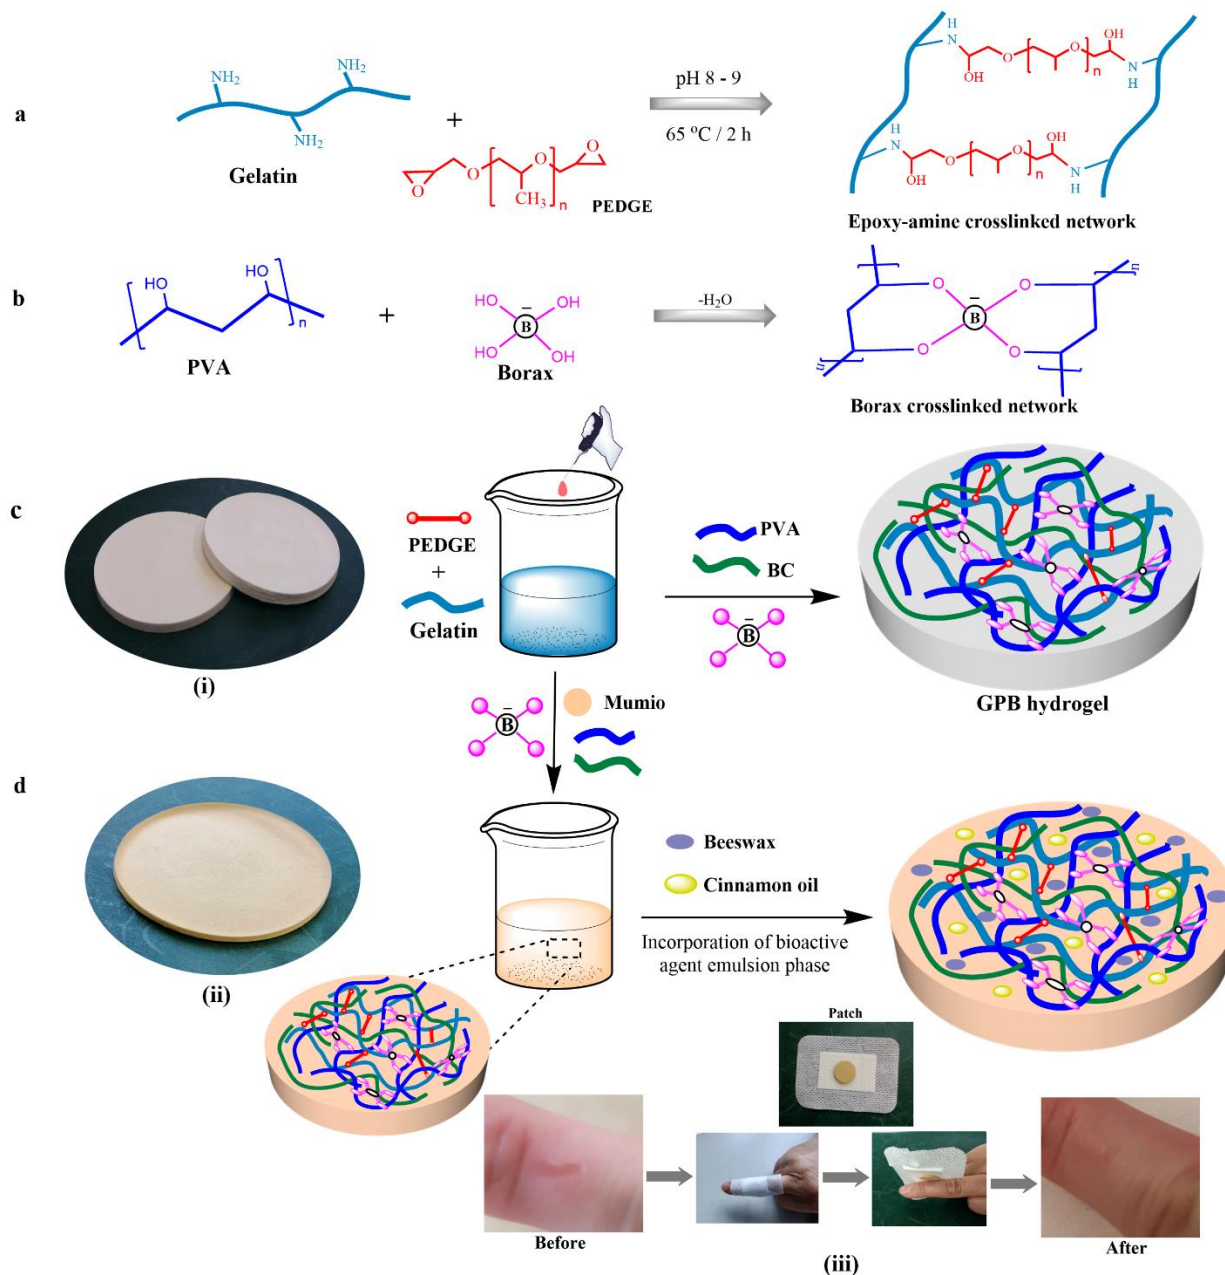 a
NH₂
NH₂
NH₂
Gelatin
+
O
O
O
O
CH₃
n
PEDGE
pH 8 - 9
65 °C / 2 h
H
N
OH
O
O
n
OH
N
H
H
N
OH
O
O
n
OH
N
H
Epoxy-amine crosslinked network
b
HO
HO
n
PVA
+
HO
OH
B
HO
OH
Borax
-H₂O
n
O
O
B
O
O
n
Borax crosslinked network
c
(i)
PEDGE
+
Gelatin
PVA
BC
B
GPB hydrogel
B
Mumio
d
(ii)
Beeswax
Cinnamon oil
Incorporation of bioactive
agent emulsion phase
Patch
Before
After
(iii)